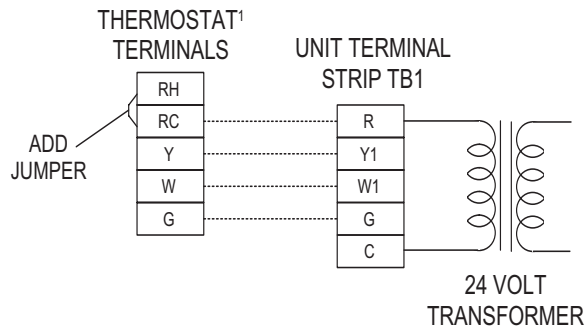 THERMOSTAT¹
TERMINALS
UNIT TERMINAL
STRIP TB1
RH
RC
Y
W
G
R
Y1
W1
G
C
ADD
JUMPER
24 VOLT
TRANSFORMER